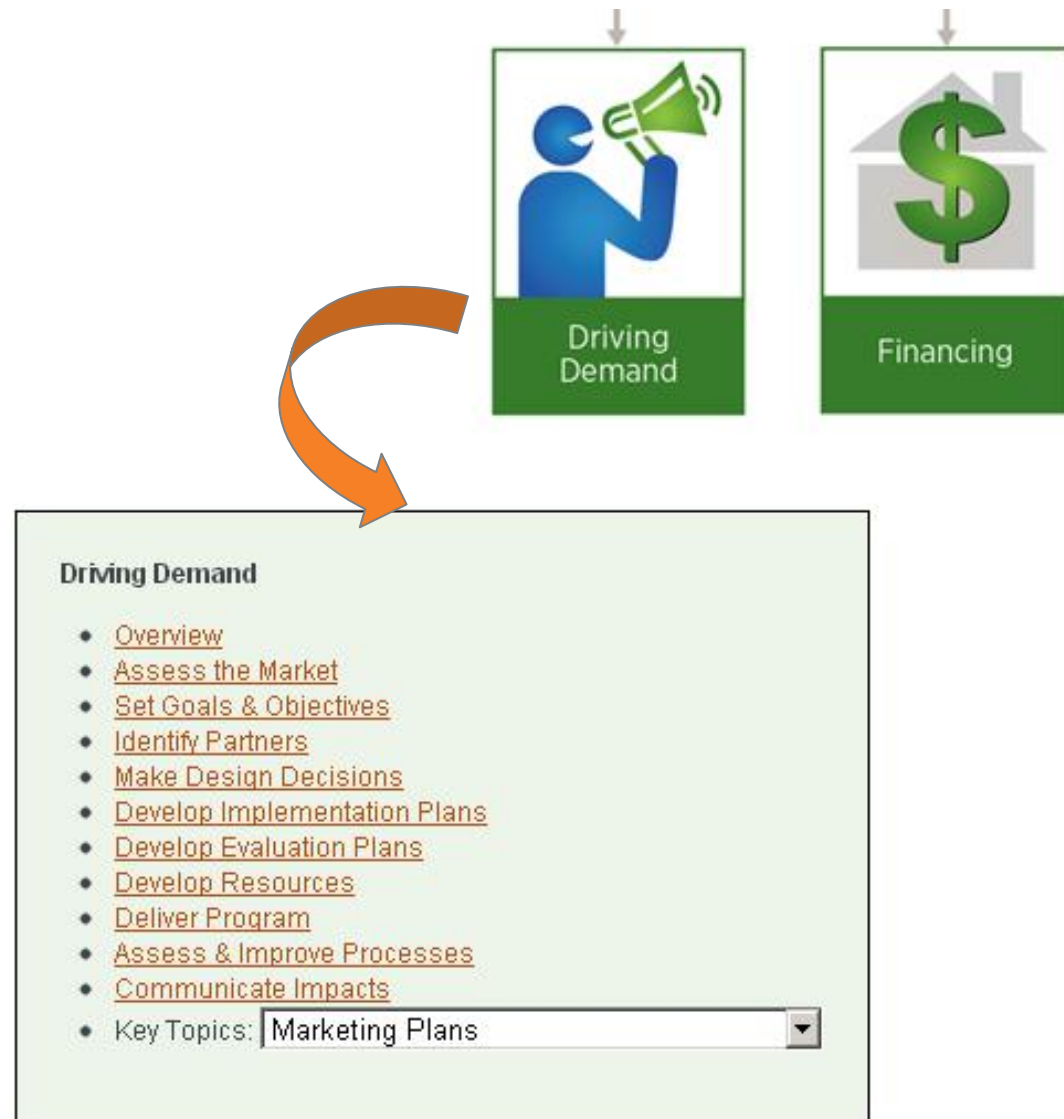 Driving
Demand
Financing
Driving Demand
Overview
Assess the Market
Set Goals & Objectives
Identify Partners
Make Design Decisions
Develop Implementation Plans
Develop Evaluation Plans
Develop Resources
Deliver Program
Assess & Improve Processes
Communicate Impacts
Key Topics: Marketing Plans